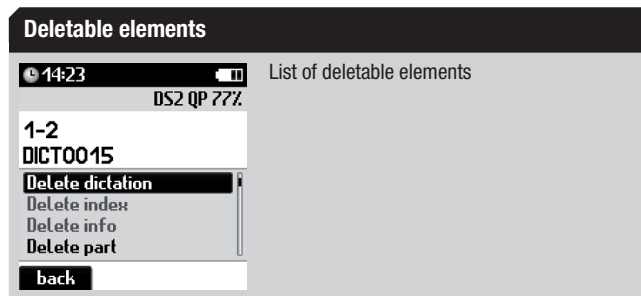 Deletable elements
14:23
DS2 QP 77%
1-2
DICT0015
Delete dictation
Delete index
Delete info
Delete part
back
List of deletable elements